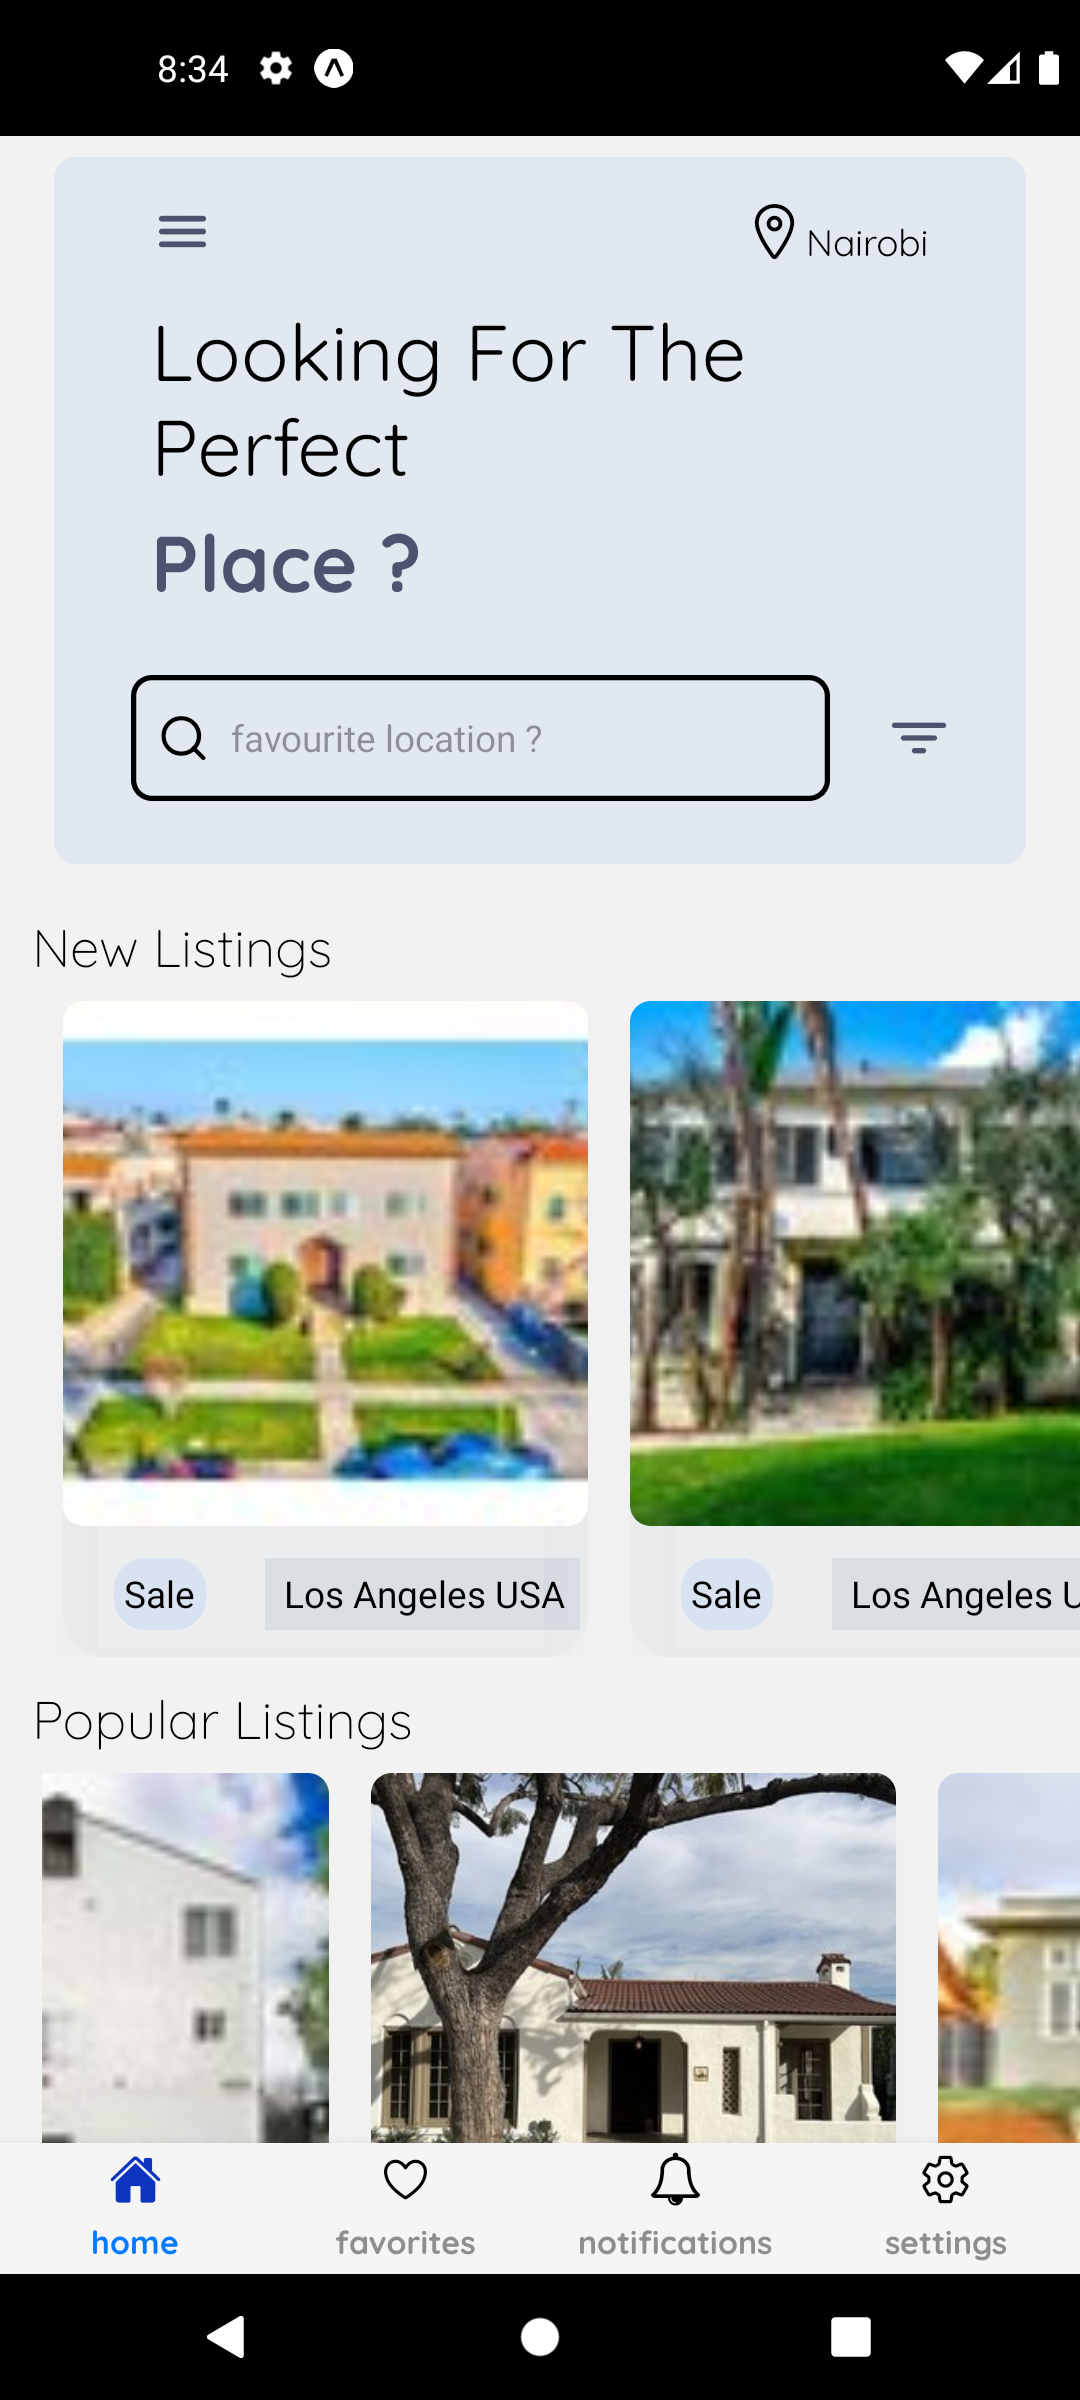 8:34
Nairobi
Looking For The
Perfect
Place ?
favourite location ?
New Listings
Sale
Los Angeles USA
Sale
Los Angeles U
Popular Listings
home
favorites
notifications
settings